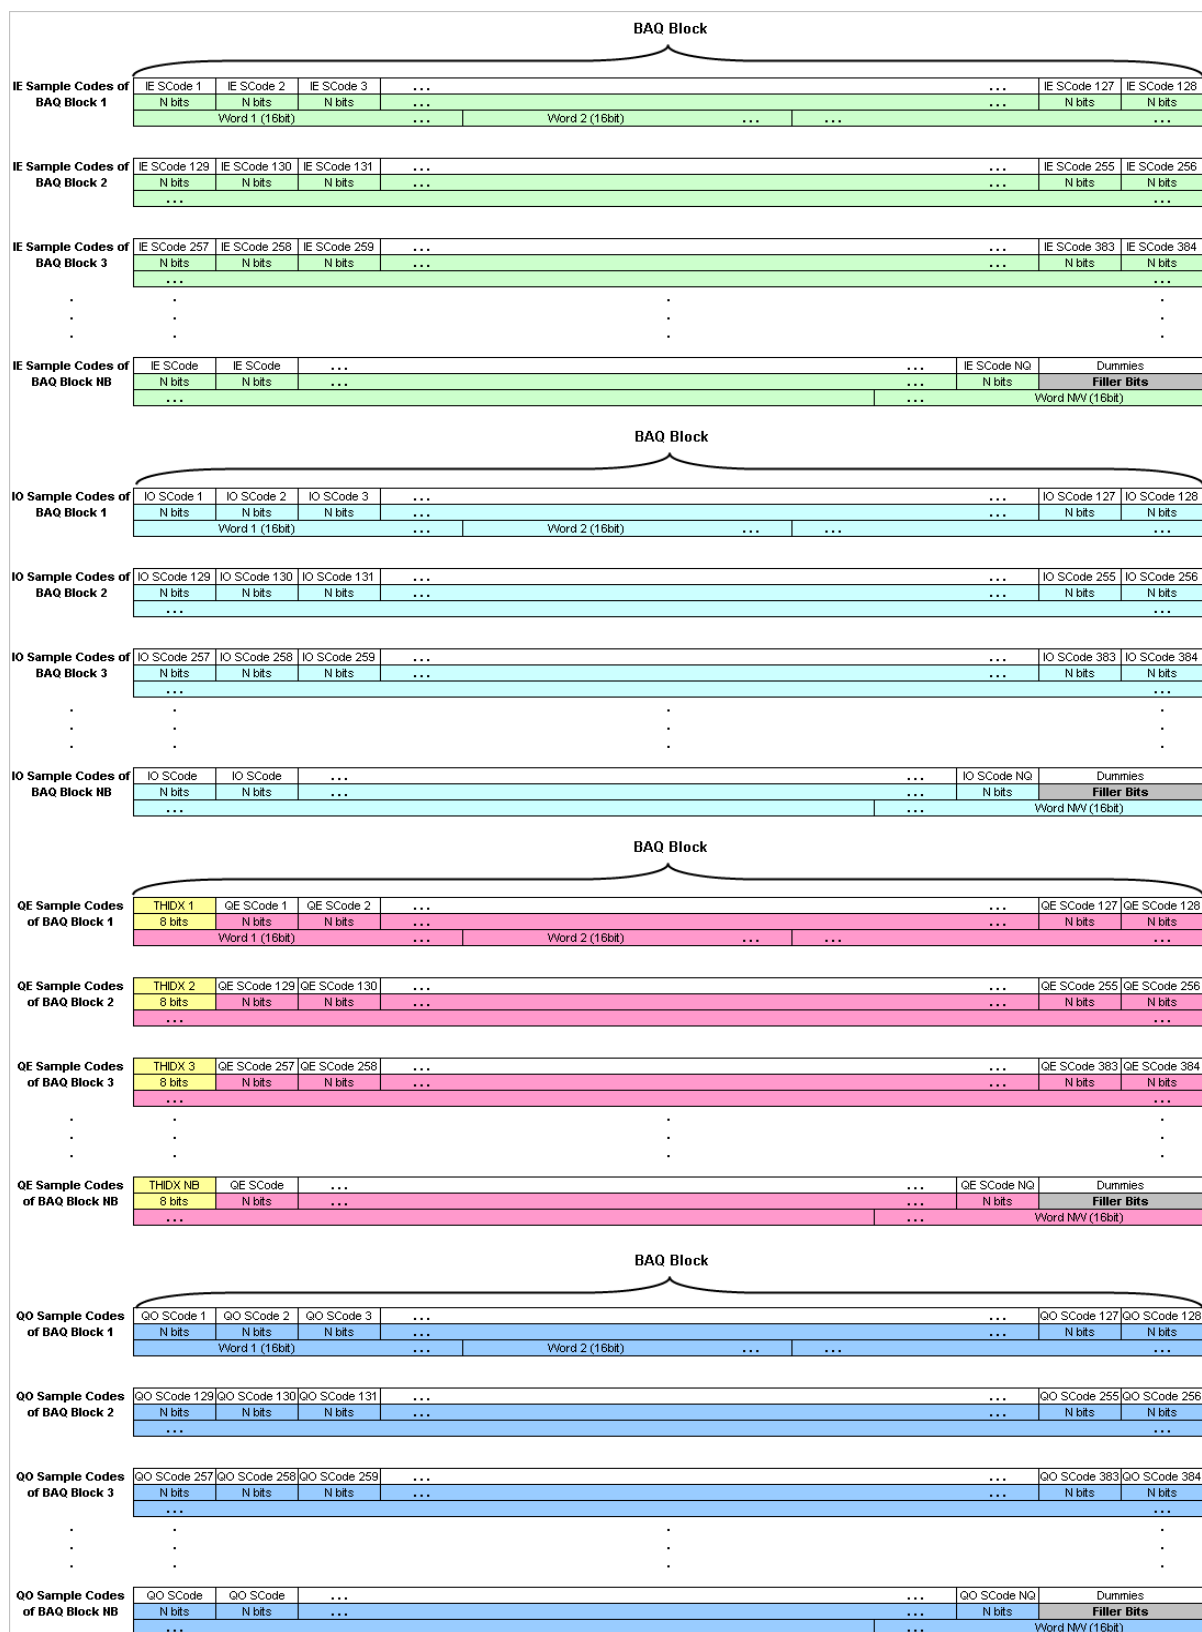 BAQ Block
IE Sample Codes of BAQ Block 1
IE SCode 1 IE SCode 2 IE SCode 3 ... ... IE SCode 127 IE SCode 128
N bits N bits N bits ... ... N bits N bits
Word 1 (16bit) ... Word 2 (16bit) ... ... ...
IE Sample Codes of BAQ Block 2
IE SCode 129 IE SCode 130 IE SCode 131 ... ... IE SCode 255 IE SCode 256
N bits N bits N bits ... ... N bits N bits
... ...
IE Sample Codes of BAQ Block 3
IE SCode 257 IE SCode 258 IE SCode 259 ... ... IE SCode 383 IE SCode 384
N bits N bits N bits ... ... N bits N bits
... ...
. . . .
. . . .
. . . .
IE Sample Codes of BAQ Block NB
IE SCode IE SCode ... ... IE SCode NQ Dummies
N bits N bits ... ... N bits Filler Bits
... ... Word NW (16bit)
BAQ Block
IO Sample Codes of BAQ Block 1
IO SCode 1 IO SCode 2 IO SCode 3 ... ... IO SCode 127 IO SCode 128
N bits N bits N bits ... ... N bits N bits
Word 1 (16bit) ... Word 2 (16bit) ... ... ...
IO Sample Codes of BAQ Block 2
IO SCode 129 IO SCode 130 IO SCode 131 ... ... IO SCode 255 IO SCode 256
N bits N bits N bits ... ... N bits N bits
... ...
IO Sample Codes of BAQ Block 3
IO SCode 257 IO SCode 258 IO SCode 259 ... ... IO SCode 383 IO SCode 384
N bits N bits N bits ... ... N bits N bits
... ...
. . . .
. . . .
. . . .
IO Sample Codes of BAQ Block NB
IO SCode IO SCode ... ... IO SCode NQ Dummies
N bits N bits ... ... N bits Filler Bits
... ... Word NW (16bit)
BAQ Block
QE Sample Codes of BAQ Block 1
THIDX 1 QE SCode 1 QE SCode 2 ... ... QE SCode 127 QE SCode 128
8 bits N bits N bits ... ... N bits N bits
Word 1 (16bit) ... Word 2 (16bit) ... ... ...
QE Sample Codes of BAQ Block 2
THIDX 2 QE SCode 129 QE SCode 130 ... ... QE SCode 255 QE SCode 256
8 bits N bits N bits ... ... N bits N bits
... ...
QE Sample Codes of BAQ Block 3
THIDX 3 QE SCode 257 QE SCode 258 ... ... QE SCode 383 QE SCode 384
8 bits N bits N bits ... ... N bits N bits
... ...
. . . .
. . . .
. . . .
QE Sample Codes of BAQ Block NB
THIDX NB QE SCode ... ... QE SCode NQ Dummies
8 bits N bits ... ... N bits Filler Bits
... ... Word NW (16bit)
BAQ Block
QO Sample Codes of BAQ Block 1
QO SCode 1 QO SCode 2 QO SCode 3 ... ... QO SCode 127 QO SCode 128
N bits N bits N bits ... ... N bits N bits
Word 1 (16bit) ... Word 2 (16bit) ... ... ...
QO Sample Codes of BAQ Block 2
QO SCode 129 QO SCode 130 QO SCode 131 ... ... QO SCode 255 QO SCode 256
N bits N bits N bits ... ... N bits N bits
... ...
QO Sample Codes of BAQ Block 3
QO SCode 257 QO SCode 258 QO SCode 259 ... ... QO SCode 383 QO SCode 384
N bits N bits N bits ... ... N bits N bits
... ...
. . . .
. . . .
. . . .
QO Sample Codes of BAQ Block NB
QO SCode QO SCode ... ... QO SCode NQ Dummies
N bits N bits ... ... N bits Filler Bits
... ... Word NW (16bit)